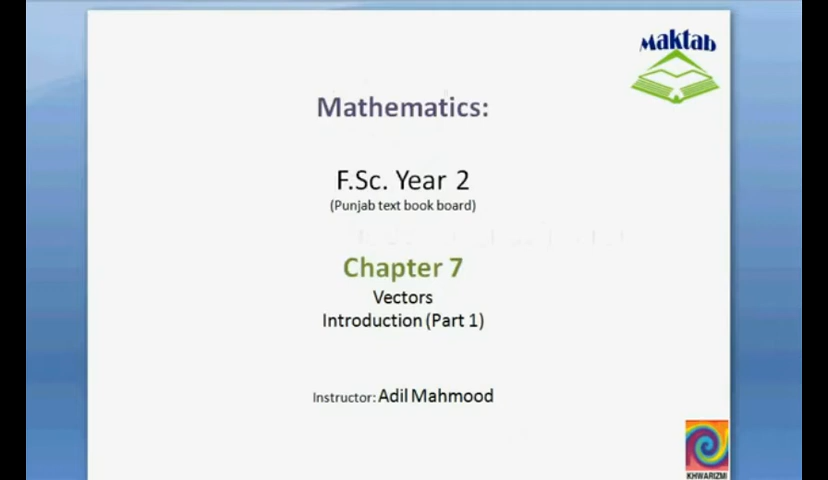 Maktab
Mathematics:
F.Sc. Year 2
(Punjab text book board)
Chapter 7
Vectors
Introduction (Part 1)
Instructor: Adil Mahmood
KHWARIZMI